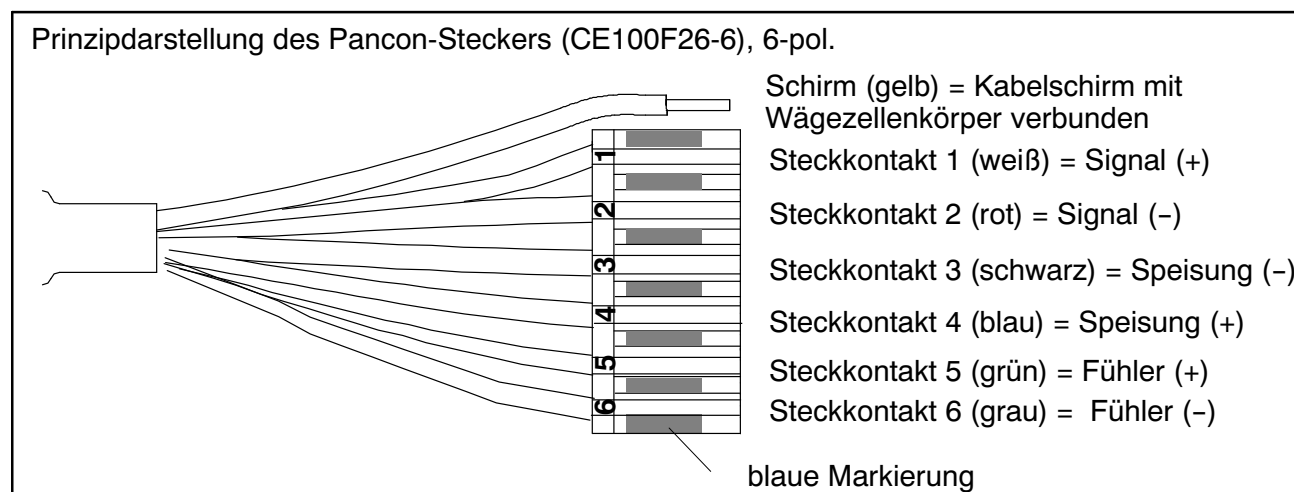 Prinzipdarstellung des Pancon-Steckers (CE100F26-6), 6-pol.
Schirm (gelb) = Kabelschirm mit
Wägezellenkörper verbunden
1
Steckkontakt 1 (weiß) = Signal (+)
2
Steckkontakt 2 (rot) = Signal (−)
3
Steckkontakt 3 (schwarz) = Speisung (−)
4
Steckkontakt 4 (blau) = Speisung (+)
5
Steckkontakt 5 (grün) = Fühler (+)
6
Steckkontakt 6 (grau) = Fühler (−)
blaue Markierung